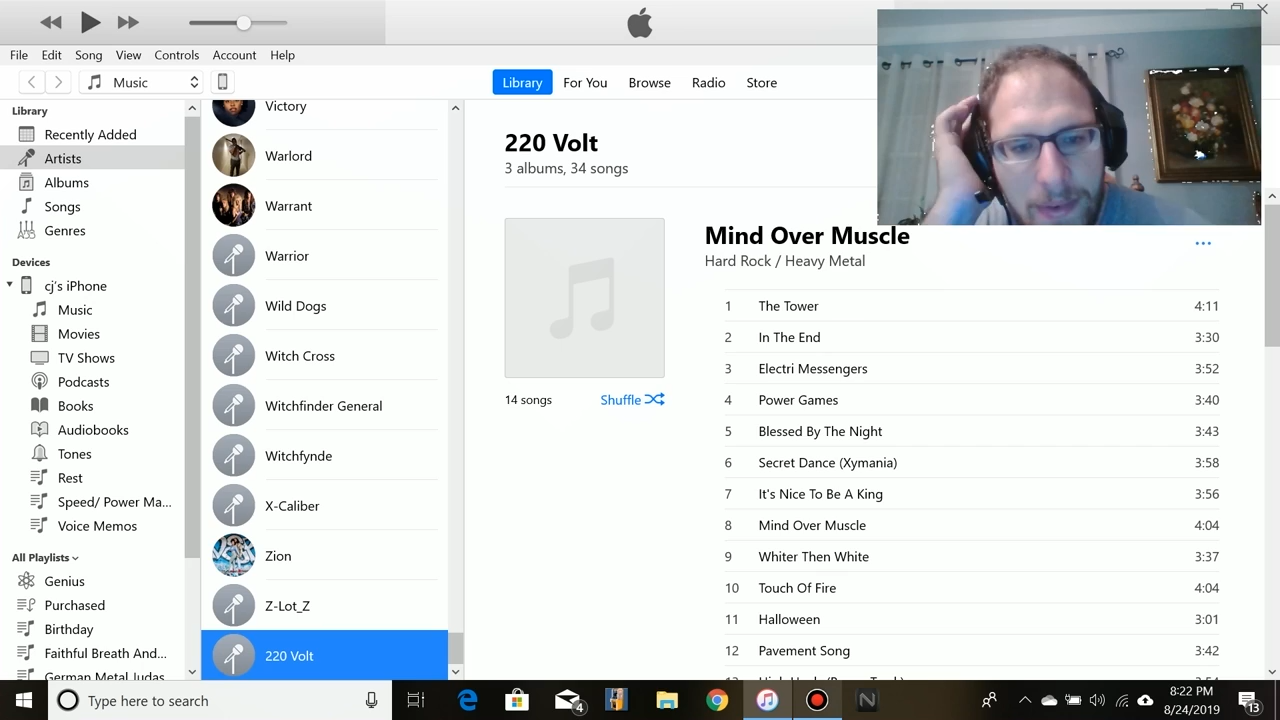 File Edit Song View Controls Account Help
Music
Library For You Browse Radio Store
Library
Recently Added
Artists
Albums
Songs
Genres
Devices
cj's iPhone
Music
Movies
TV Shows
Podcasts
Books
Audiobooks
Tones
Rest
Speed/ Power Ma...
Voice Memos
All Playlists
Genius
Purchased
Birthday
Faithful Breath And...
German Metal Judas
Victory
Warlord
Warrant
Warrior
Wild Dogs
Witch Cross
Witchfinder General
Witchfynde
X-Caliber
Zion
Z-Lot_Z
220 Volt
220 Volt
3 albums, 34 songs
Mind Over Muscle
Hard Rock / Heavy Metal
14 songs
Shuffle
1 The Tower 4:11
2 In The End 3:30
3 Electri Messengers 3:52
4 Power Games 3:40
5 Blessed By The Night 3:43
6 Secret Dance (Xymania) 3:58
7 It's Nice To Be A King 3:56
8 Mind Over Muscle 4:04
9 Whiter Then White 3:37
10 Touch Of Fire 4:04
11 Halloween 3:01
12 Pavement Song 3:42
Type here to search
4
8:22 PM
8/24/2019
13